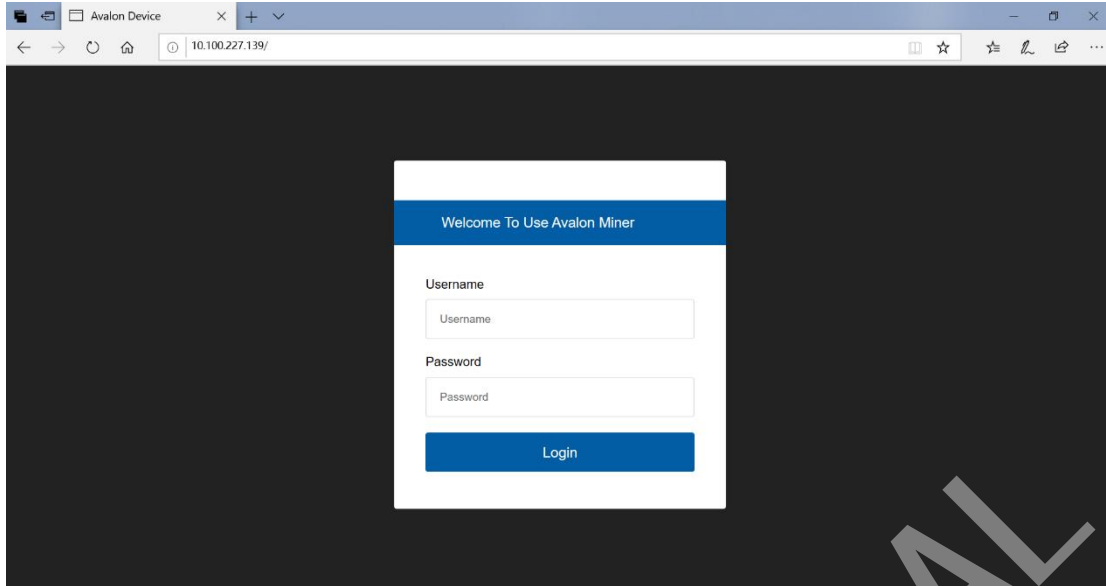 Avalon Device
10.100.227.139/
Welcome To Use Avalon Miner
Username
Username
Password
Password
Login